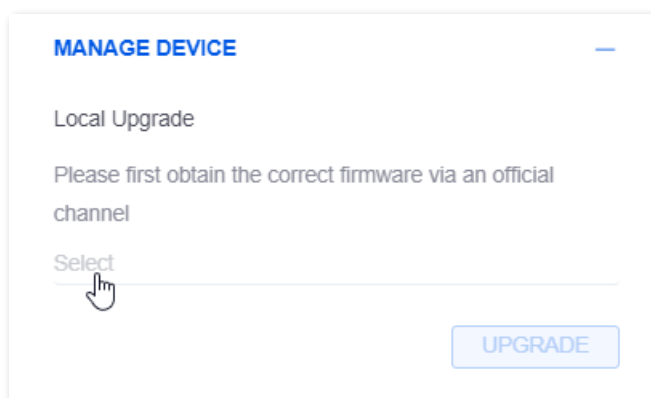 MANAGE DEVICE
Local Upgrade
Please first obtain the correct firmware via an official
channel
Select
UPGRADE